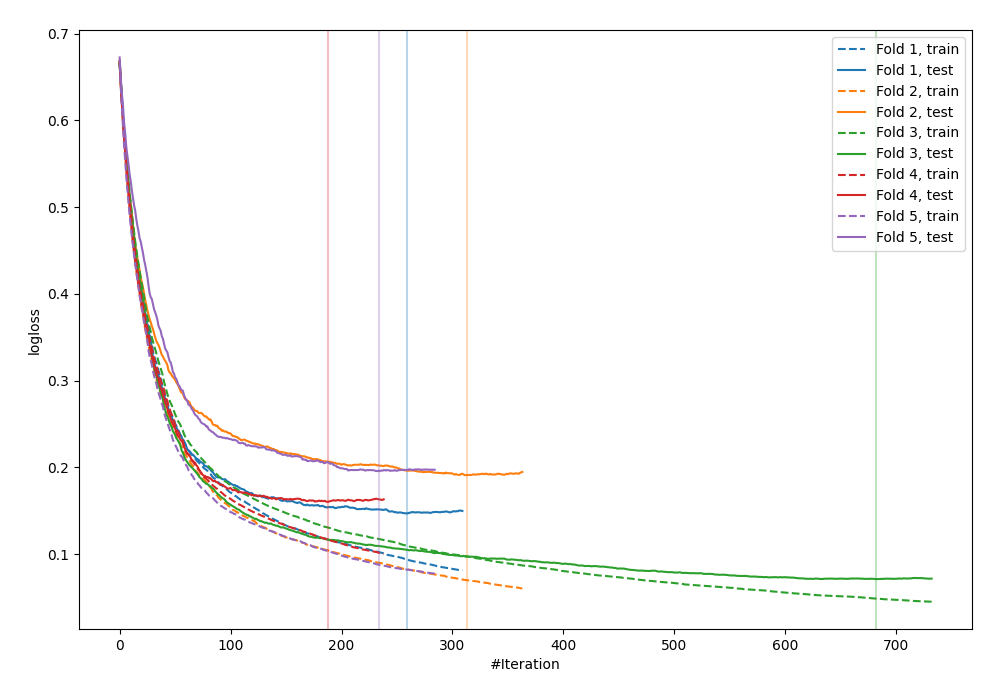 0.7
0.6
0.5
0.4
0.3
0.2
0.1
logloss
0
100
200
300
400
500
600
700
#Iteration
Fold 1, train
Fold 1, test
Fold 2, train
Fold 2, test
Fold 3, train
Fold 3, test
Fold 4, train
Fold 4, test
Fold 5, train
Fold 5, test